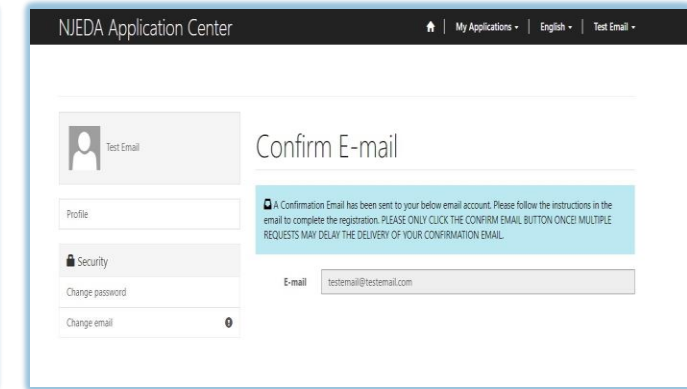 NJEDA Application Center
My Applications
English
Test Email
Test Email
Profile
Security
Change password
Change email
Confirm E-mail
A Confirmation Email has been sent to your below email account. Please follow the instructions in the
email to complete the registration. PLEASE ONLY CLICK THE CONFIRM EMAIL BUTTON ONCE! MULTIPLE
REQUESTS MAY DELAY THE DELIVERY OF YOUR CONFIRMATION EMAIL.
E-mail testemail@testemail.com